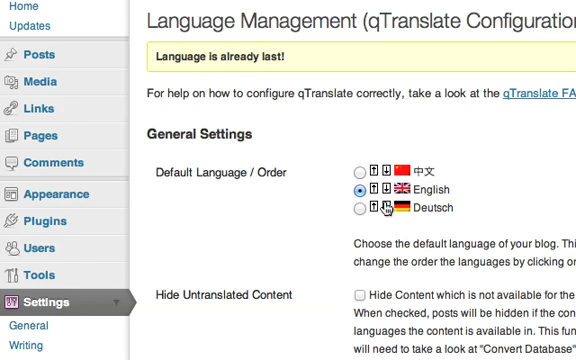 Home
Updates
Posts
Media
Links
Pages
Comments
Appearance
Plugins
Users
Tools
Settings
General
Writing
Language Management (qTranslate Configuration
Language is already last!
For help on how to configure qTranslate correctly, take a look at the qTranslate FA
General Settings
Default Language / Order
中文
English
Deutsch
Choose the default language of your blog. Thi
change the order the languages by clicking or
Hide Untranslated Content
Hide Content which is not available for the
When checked, posts will be hidden if the con
languages the content is available in. This fun
will need to take a look at "Convert Database"